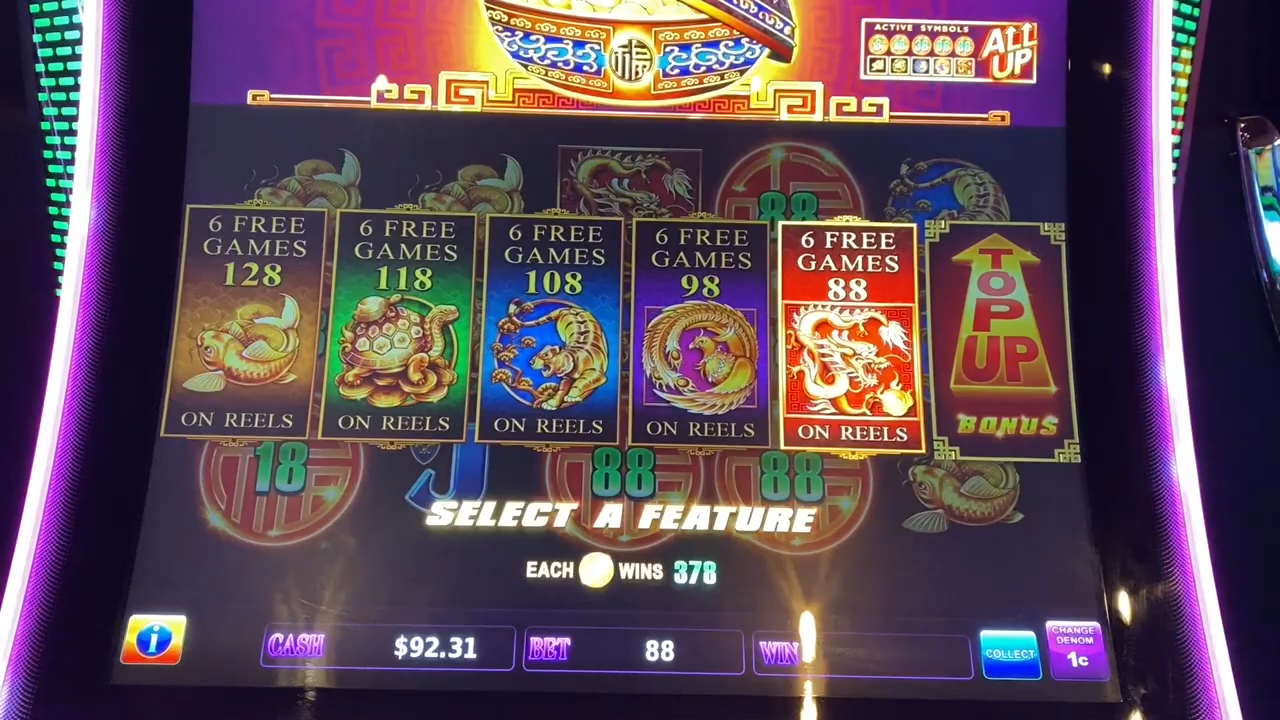 ACTIVE SYMBOLS
ALL
UP
福
88
6 FREE
GAMES
128
ON REELS
6 FREE
GAMES
118
ON REELS
6 FREE
GAMES
108
ON REELS
6 FREE
GAMES
98
ON REELS
6 FREE
GAMES
88
ON REELS
TOP
UP
BONUS
18
J
88
88
SELECT A FEATURE
EACH WINS 378
i
CASH $92.31
BET 88
WIN
COLLECT
CHANGE
DENOM
1c